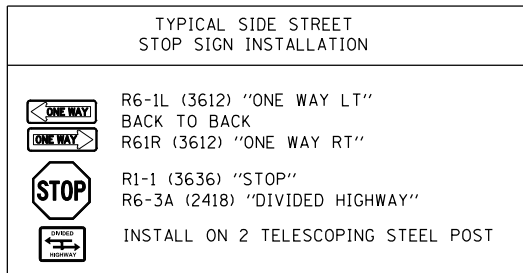 TYPICAL SIDE STREET
STOP SIGN INSTALLATION
ONE WAY
R6-1L (3612) "ONE WAY LT"
BACK TO BACK
ONE WAY
R61R (3612) "ONE WAY RT"
STOP
R1-1 (3636) "STOP"
R6-3A (2418) "DIVIDED HIGHWAY"
DIVIDED
HIGHWAY
INSTALL ON 2 TELESCOPING STEEL POST